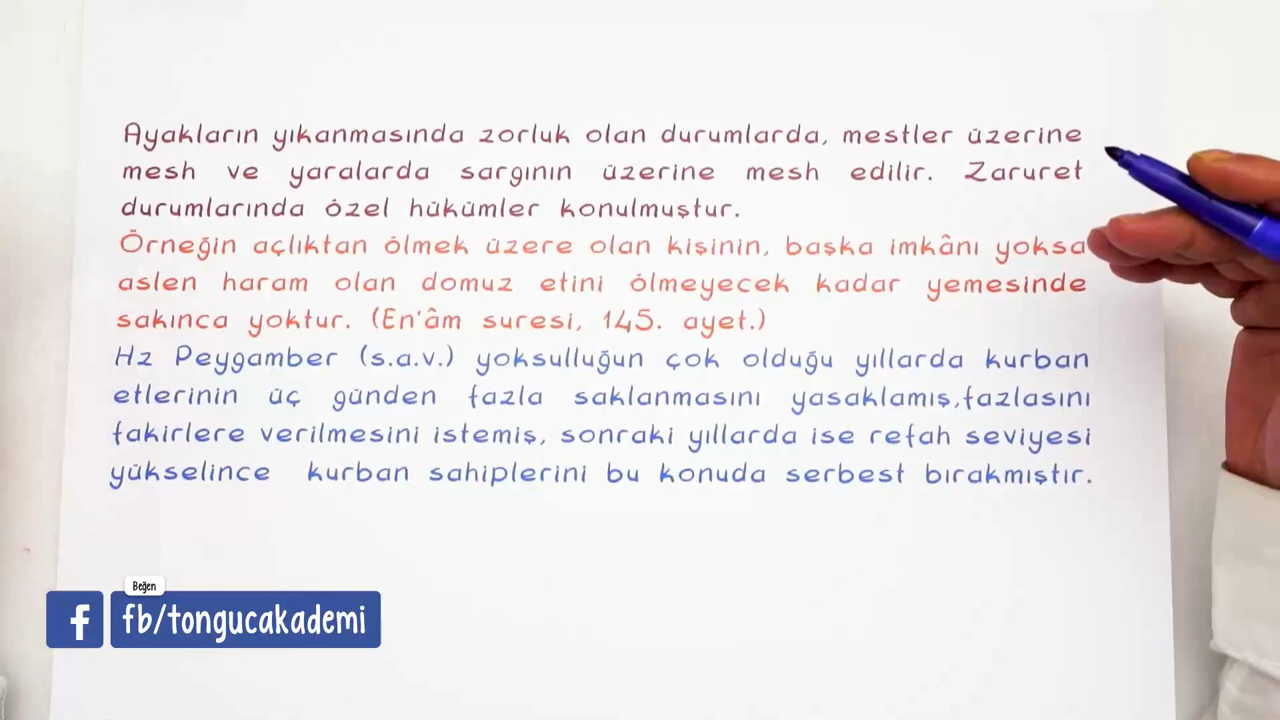 Ayakların yıkanmasında zorluk olan durumlarda, mestler üzerine
mesh ve yaralarda sargının üzerine mesh edilir. Zaruret
durumlarında özel hükümler konulmuştur.
Örneğin açlıktan ölmek üzere olan kişinin, başka imkânı yoksa
aslen haram olan domuz etini ölmeyecek kadar yemesinde
sakınca yoktur. (En'âm suresi, 145. ayet.)
Hz Peygamber (s.a.v.) yoksulluğun çok olduğu yıllarda kurban
etlerinin üç günden fazla saklanmasını yasaklamış,fazlasını
fakirlere verilmesini istemiş, sonraki yıllarda ise refah seviyesi
yükselince kurban sahiplerini bu konuda serbest bırakmıştır.
Beğen
f fb/tongucakademi